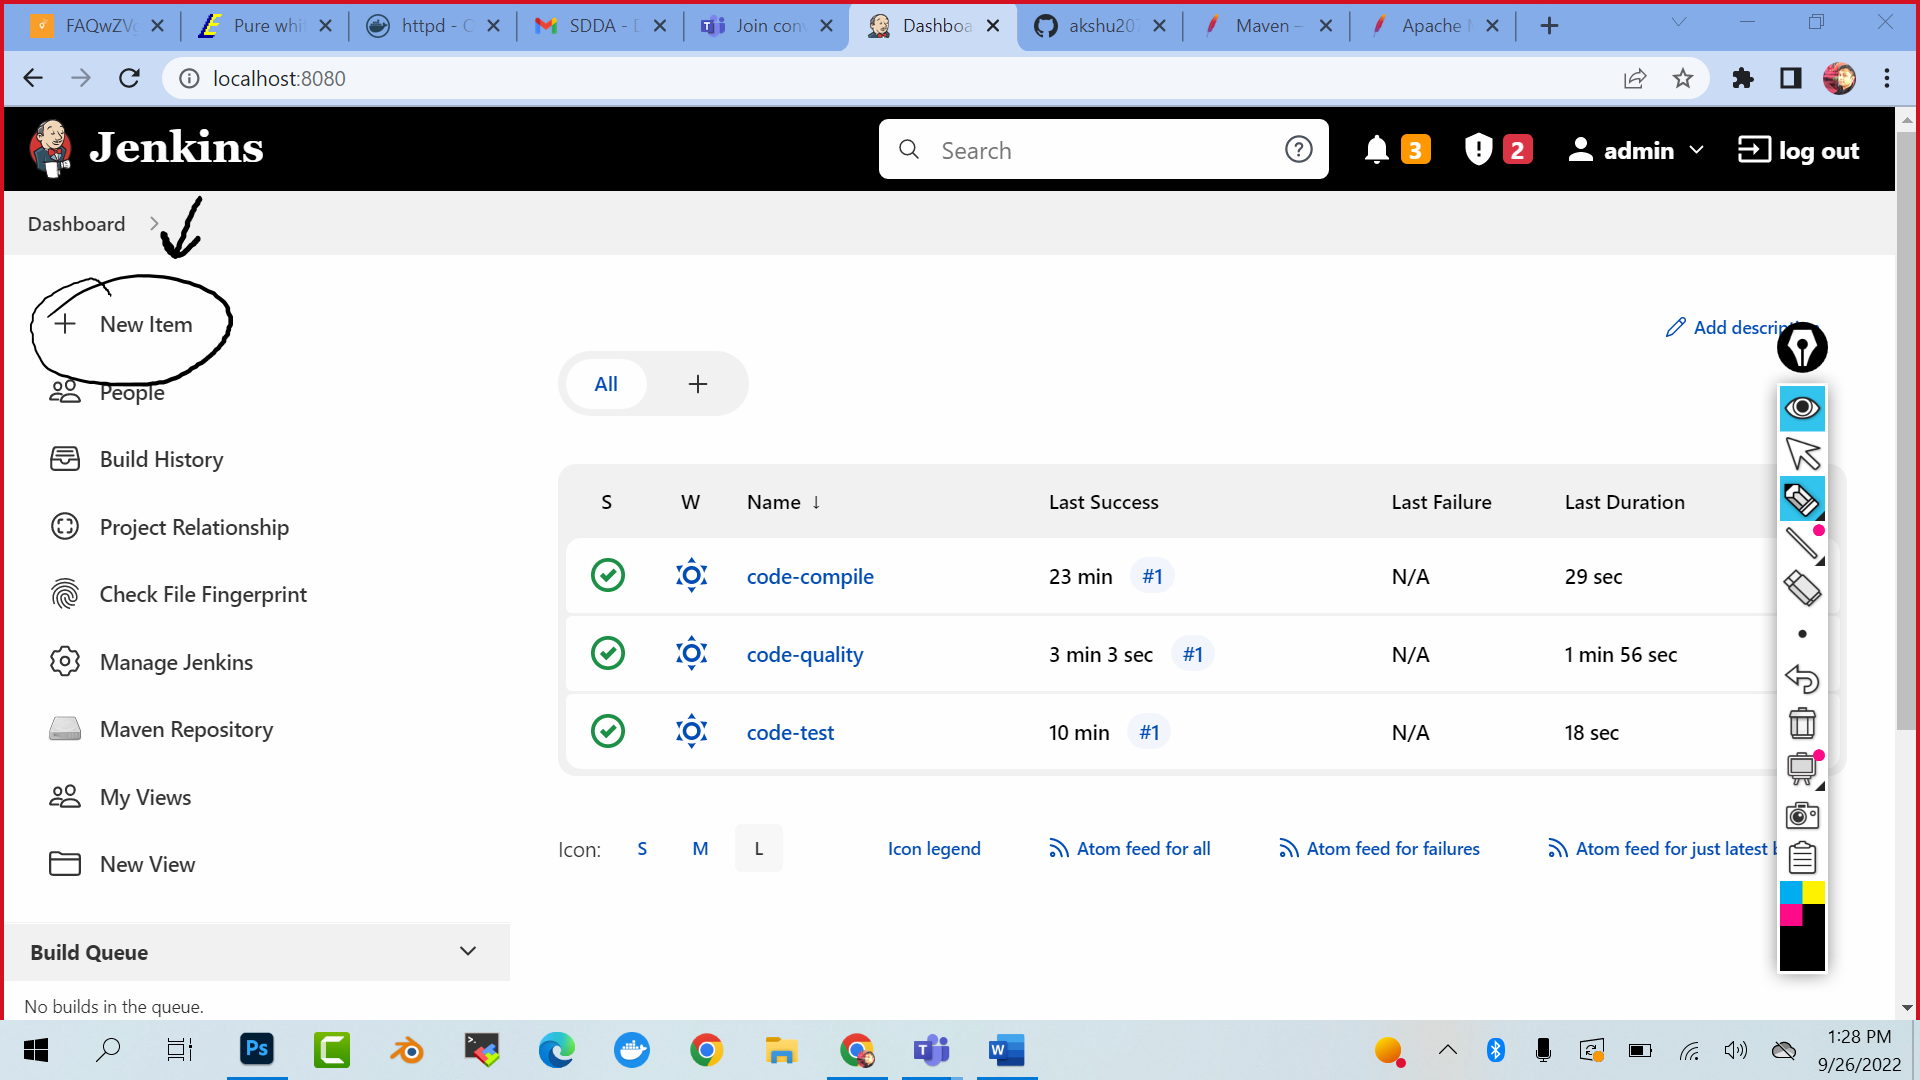 FAQwZV
Pure whi
httpd -
SDDA -
Join con
Dashboa
akshu207
Maven –
Apache
localhost:8080
Jenkins
Search
3
2
admin
log out
Dashboard
New Item
People
Build History
Project Relationship
Check File Fingerprint
Manage Jenkins
Maven Repository
My Views
New View
Build Queue
No builds in the queue.
Add descrip
All
S W Name ↓ Last Success Last Failure Last Duration
code-compile 23 min #1 N/A 29 sec
code-quality 3 min 3 sec #1 N/A 1 min 56 sec
code-test 10 min #1 N/A 18 sec
Icon: S M L Icon legend Atom feed for all Atom feed for failures Atom feed for just latest
Ps
1:28 PM
9/26/2022